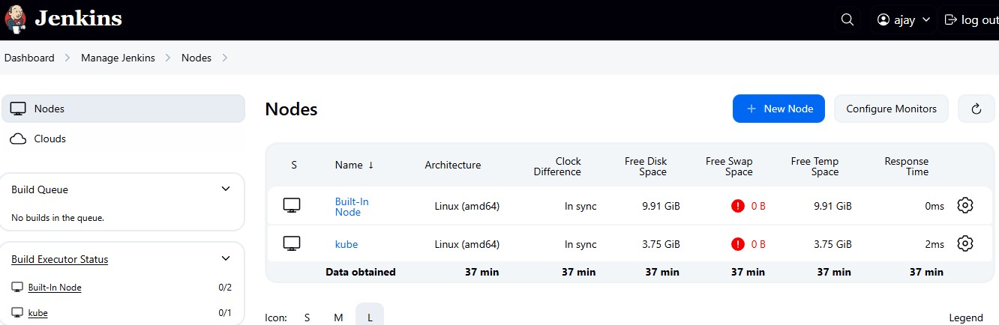 Jenkins
ajay
log out
Dashboard > Manage Jenkins > Nodes >
Nodes
Clouds
Build Queue
No builds in the queue.
Build Executor Status
Built-In Node 0/2
kube 0/1
Nodes
+ New Node
Configure Monitors
S Name ↓ Architecture Clock Difference Free Disk Space Free Swap Space Free Temp Space Response Time
Built-In Node Linux (amd64) In sync 9.91 GiB 0 B 9.91 GiB 0ms
kube Linux (amd64) In sync 3.75 GiB 0 B 3.75 GiB 2ms
Data obtained 37 min 37 min 37 min 37 min 37 min 37 min
Icon: S M L
Legend